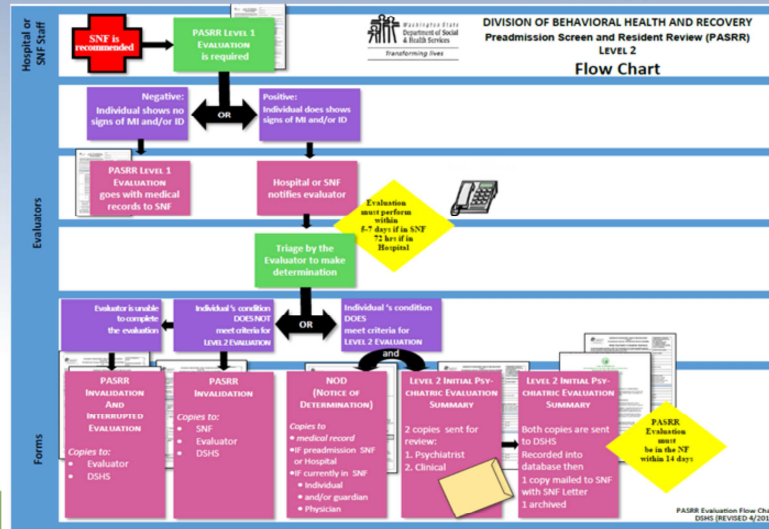 Hospital or
SNF Staff
SNF is
recommended
PASRR LEVEL 1
EVALUATION
is required
Washington State
Department of Social
& Health Services
Transforming lives
DIVISION OF BEHAVIORAL HEALTH AND RECOVERY
Preadmission Screen and Resident Review (PASRR)
LEVEL 2
Flow Chart
Negative:
Individual shows no
signs of MI and/or ID
OR
Positive:
Individual does shows
signs of MI and/or ID
Evaluators
PASRR LEVEL 1
EVALUATION
goes with medical
records to SNF
Hospital or SNF
notifies evaluator
Evaluation
must perform
within
5-7 days if in SNF
72 hrs if in
Hospital
Triage by the
Evaluator to make
determination
Evaluator is unable
to complete
the evaluation
Individual 's condition
DOES NOT
meet criteria for
LEVEL 2 EVALUATION
OR
Individual 's condition
DOES
meet criteria for
LEVEL 2 EVALUATION
and
Forms
PASRR
INVALIDATION
AND
INTERRUPTED
EVALUATION
Copies to:
• Evaluator
• DSHS
PASRR
INVALIDATION
Copies to:
• SNF
• Evaluator
• DSHS
NOD
(NOTICE OF
DETERMINATION)
Copies to
• medical record
• IF preadmission SNF
or Hospital
• IF currently in SNF
• Individual
• and/or guardian
• Physician
LEVEL 2 INITIAL PSY-
CHIATRIC EVALUATION
SUMMARY
2 copies sent for
review:
1. Psychiatrist
2. Clinical
LEVEL 2 INITIAL PSY-
CHIATRIC EVALUATION
SUMMARY
Both copies are sent
to DSHS
Recorded into
database then
1 copy mailed to SNF
with SNF Letter
1 archived
PASRR
Evaluation
must
be in the NF
within 14 days
PASRR Evaluation Flow Cha
DSHS (REVISED 4/201